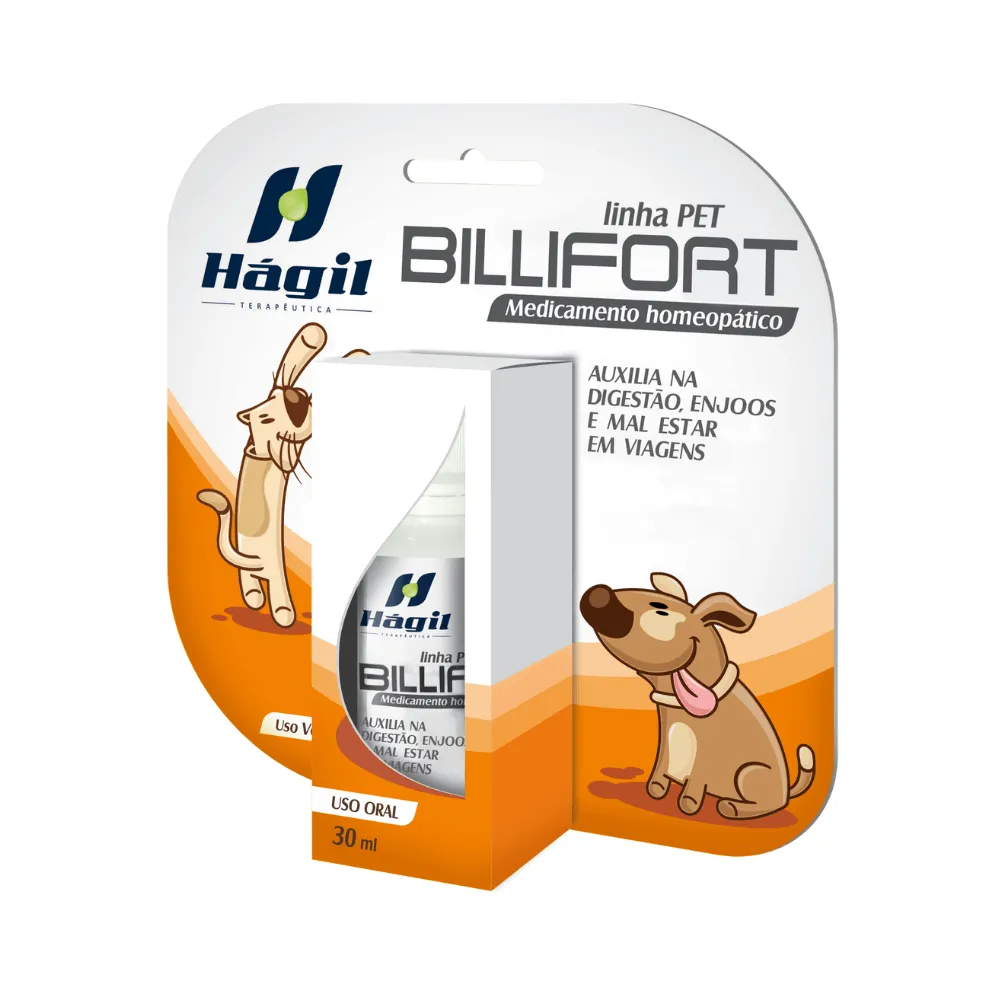 Hágil
TERAPÊUTICA
linha PET
BILLIFORT
Medicamento homeopático
AUXILIA NA
DIGESTÃO, ENJOOS
E MAL ESTAR
EM VIAGENS
Hágil
TERAPÊUTICA
linha
BILLIF
Medicamento
AUXILIA NA
DIGESTÃO, ENJOOS
MAL ESTAR
VIAGENS
Uso
USO ORAL
30 ml